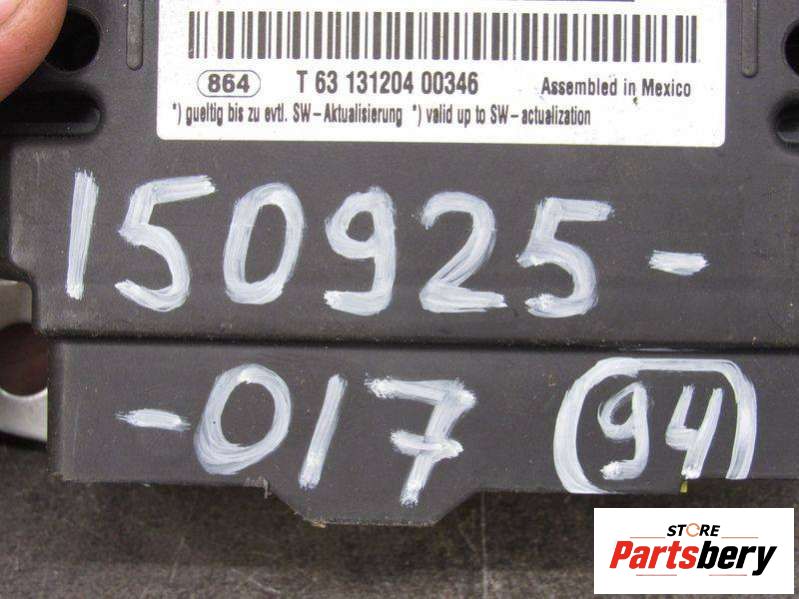 864 T 63 131204 00346 Assembled in Mexico
*) gueltig bis zu evtl. SW-Aktualisierung *) valid up to SW-actualization
150925-
-017 94
STORE
Partsbery